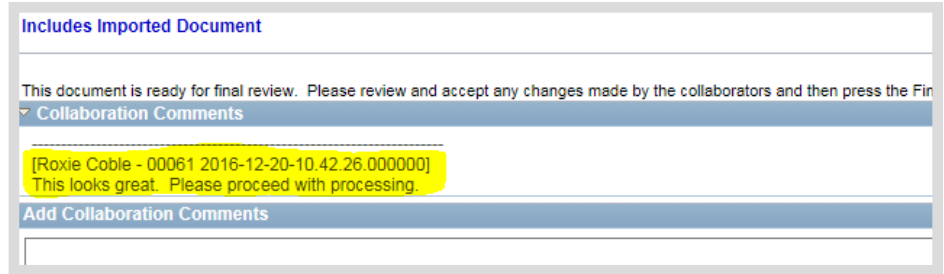 Includes Imported Document
This document is ready for final review.  Please review and accept any changes made by the collaborators and then press the Fin
Collaboration Comments
[Roxie Coble - 00061 2016-12-20-10.42.26.000000]
This looks great.  Please proceed with processing.
Add Collaboration Comments